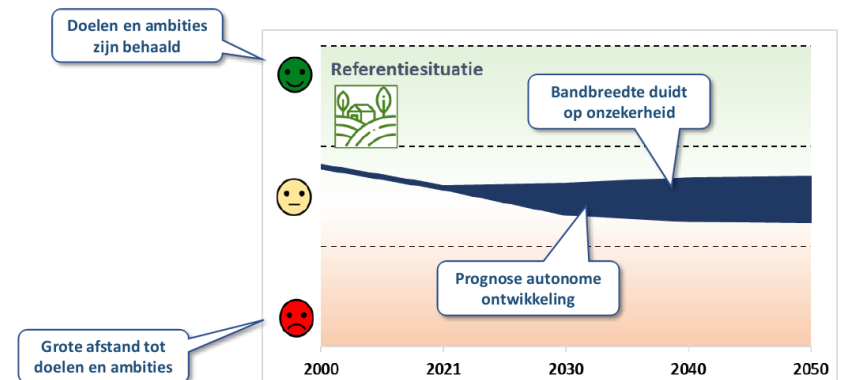 Doelen en ambities
zijn behaald
Referentiesituatie
Bandbreedte duidt
op onzekerheid
Prognose autonome
ontwikkeling
Grote afstand tot
doelen en ambities
2000 2021 2030 2040 2050